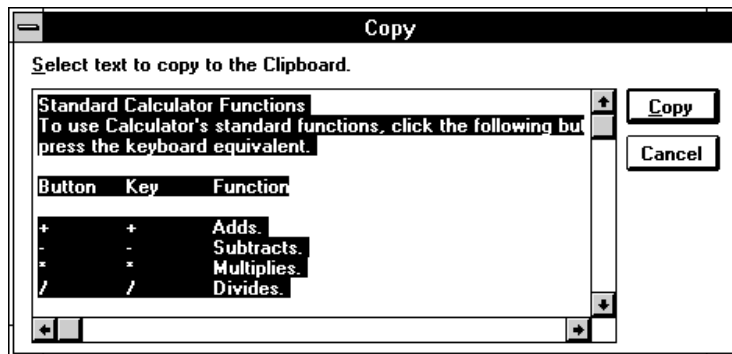 Copy
Select text to copy to the Clipboard.
Standard Calculator Functions
To use Calculator's standard functions, click the following but
press the keyboard equivalent.
Button Key Function
+ + Adds.
- - Subtracts.
* * Multiplies.
/ / Divides.
Copy
Cancel